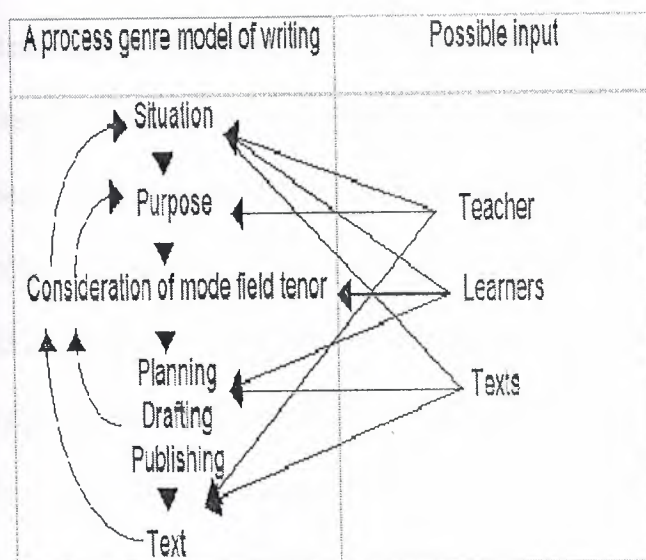 A process genre model of writing
Possible input
Situation
Purpose
Teacher
Consideration of mode field tenor
Learners
Planning
Texts
Drafting
Publishing
Text